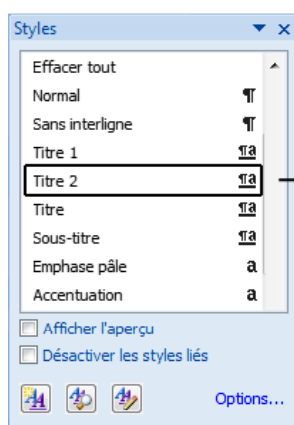 Styles
Effacer tout
Normal ¶
Sans interligne ¶
Titre 1 ¶a
Titre 2 ¶a
Titre ¶a
Sous-titre ¶a
Emphase pâle a
Accentuation a
Afficher l'aperçu
Désactiver les styles liés
Options...